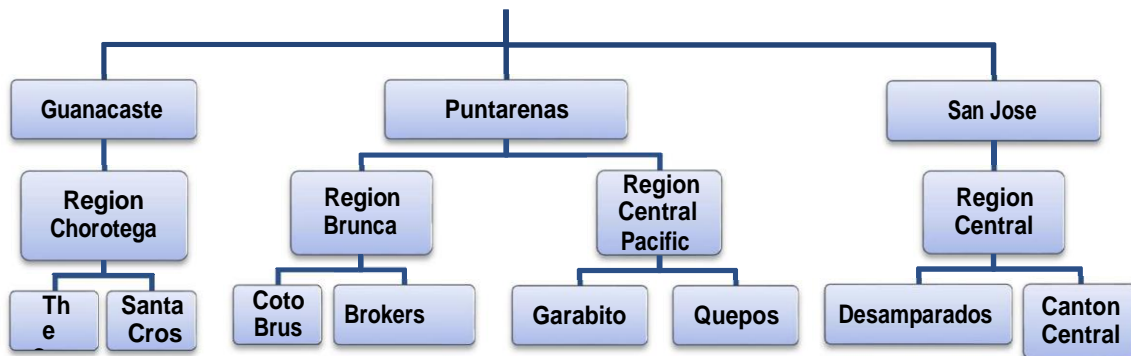 Guanacaste
Puntarenas
San Jose
Region
Chorotega
Region
Brunca
Region
Central
Pacific
Region
Central
Th
e
Santa
Cros
Coto
Brus
Brokers
Garabito
Quepos
Desamparados
Canton
Central